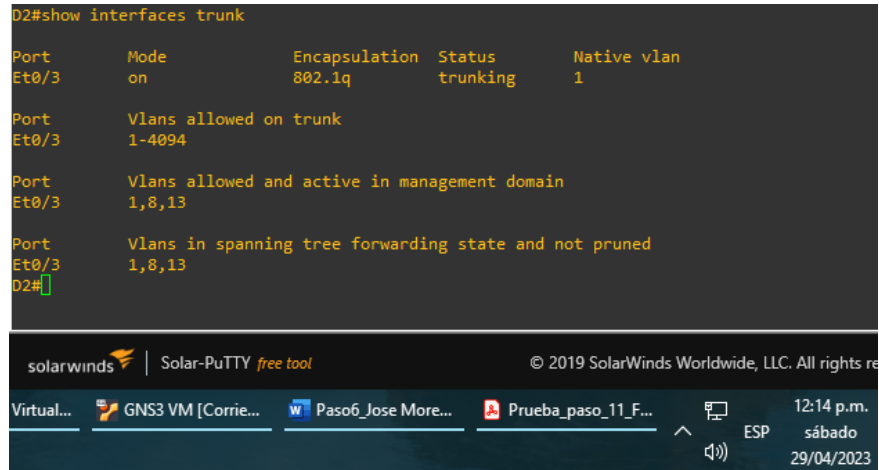 D2#show interfaces trunk
Port Mode Encapsulation Status Native vlan
Et0/3 on 802.1q trunking 1
Port Vlans allowed on trunk
Et0/3 1-4094
Port Vlans allowed and active in management domain
Et0/3 1,8,13
Port Vlans in spanning tree forwarding state and not pruned
Et0/3 1,8,13
D2#
solarwinds | Solar-PuTTY free tool © 2019 SolarWinds Worldwide, LLC. All rights re
Virtual... GNS3 VM [Corrie... Paso6_Jose More... Prueba_paso_11_F... ESP 12:14 p.m.
sábado
29/04/2023